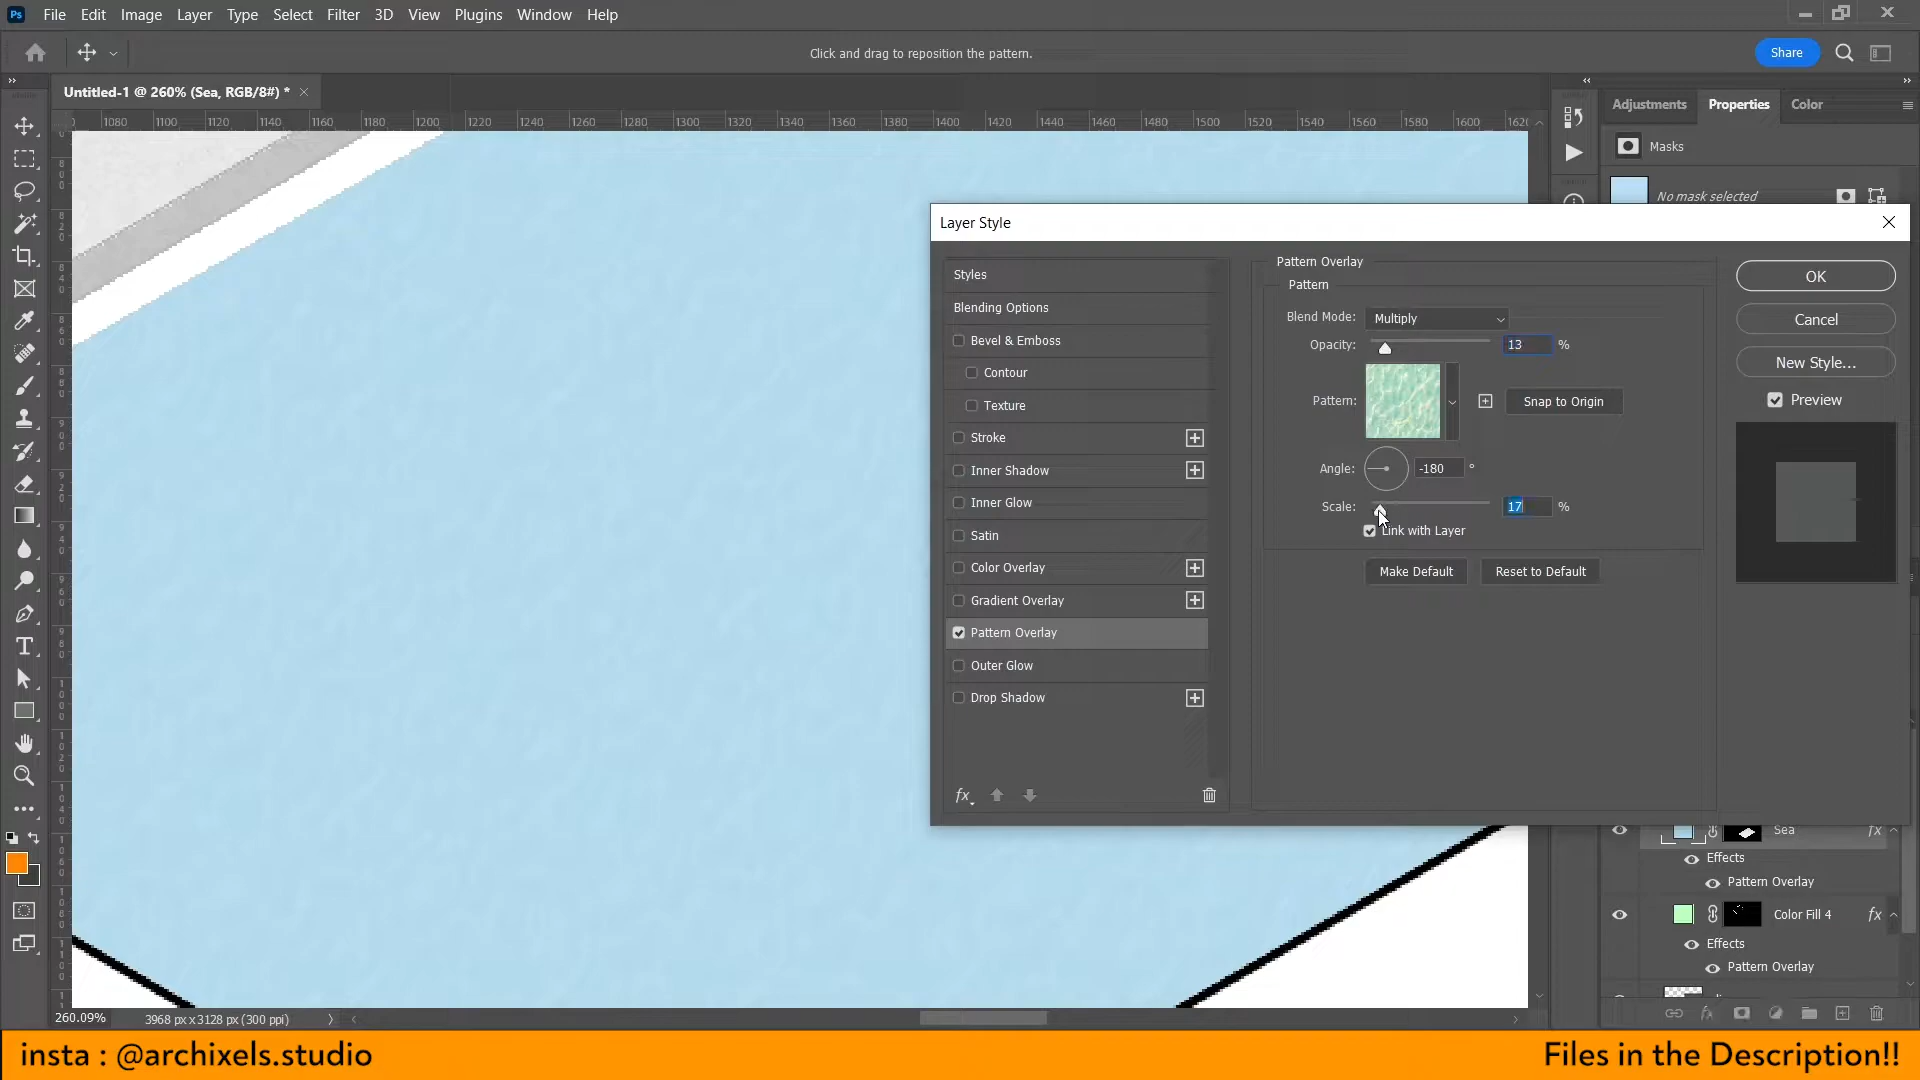 Ps File Edit Image Layer Type Select Filter 3D View Plugins Window Help
Click and drag to reposition the pattern.
Share
Untitled-1 @ 260% (Sea, RGB/8#) *
Adjustments Properties Color
1080 1100 1120 1140 1160 1180 1200 1220 1240 1260 1280 1300 1320 1340 1360 1380 1400 1420 1440 1460 1480 1500 1520 1540 1560 1580 1600 1620
Masks
No mask selected
Layer Style
Styles
Blending Options
Bevel & Emboss
Contour
Texture
Stroke
Inner Shadow
Inner Glow
Satin
Color Overlay
Gradient Overlay
Pattern Overlay
Outer Glow
Drop Shadow
fx
Pattern Overlay
Pattern
Blend Mode: Multiply
Opacity: 13 %
Pattern: Snap to Origin
Angle: -180 °
Scale: 17 %
Link with Layer
Make Default Reset to Default
OK
Cancel
New Style...
Preview
Sea fx
Effects
Pattern Overlay
Color Fill 4 fx
Effects
Pattern Overlay
260.09% 3968 px x 3128 px (300 ppi)
insta : @archixels.studio
Files in the Description!!